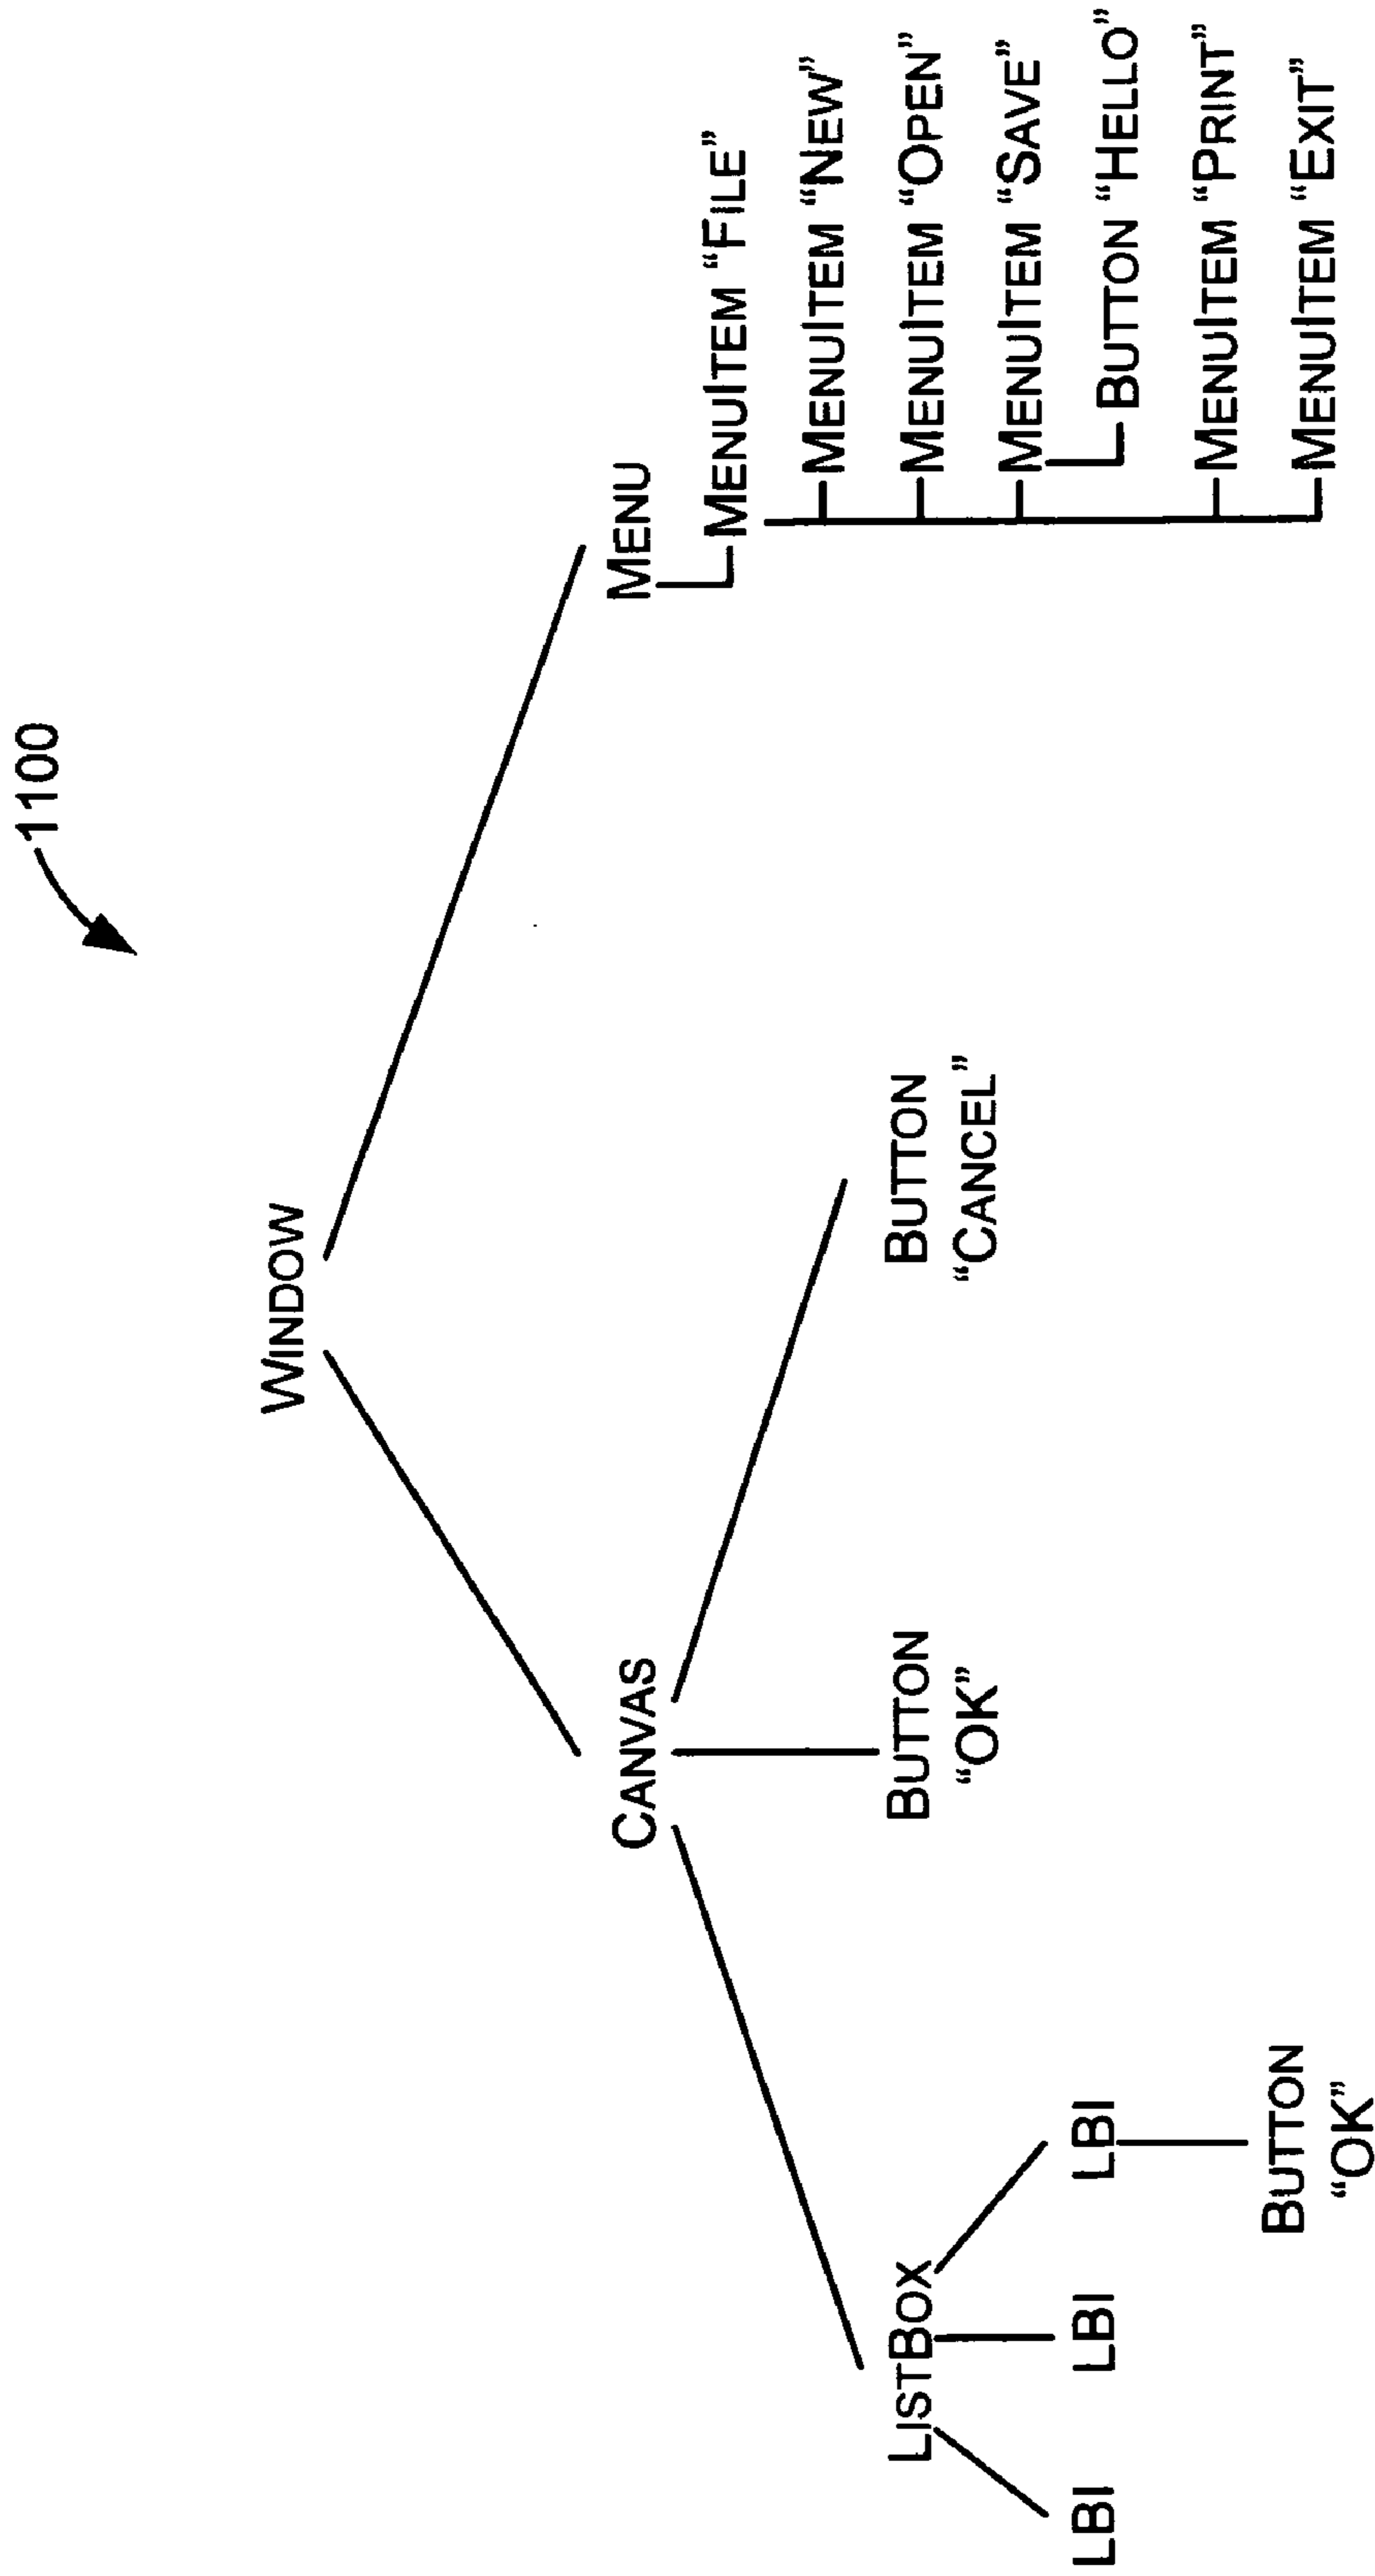 1100
WINDOW
CANVAS
MENU
MENUITEM “FILE”
MENUITEM “NEW”
MENUITEM “OPEN”
MENUITEM “SAVE”
BUTTON “HELLO”
MENUITEM “PRINT”
MENUITEM “EXIT”
LISTBOX
BUTTON
“OK”
BUTTON
“CANCEL”
LBI
LBI
LBI
BUTTON
“OK”